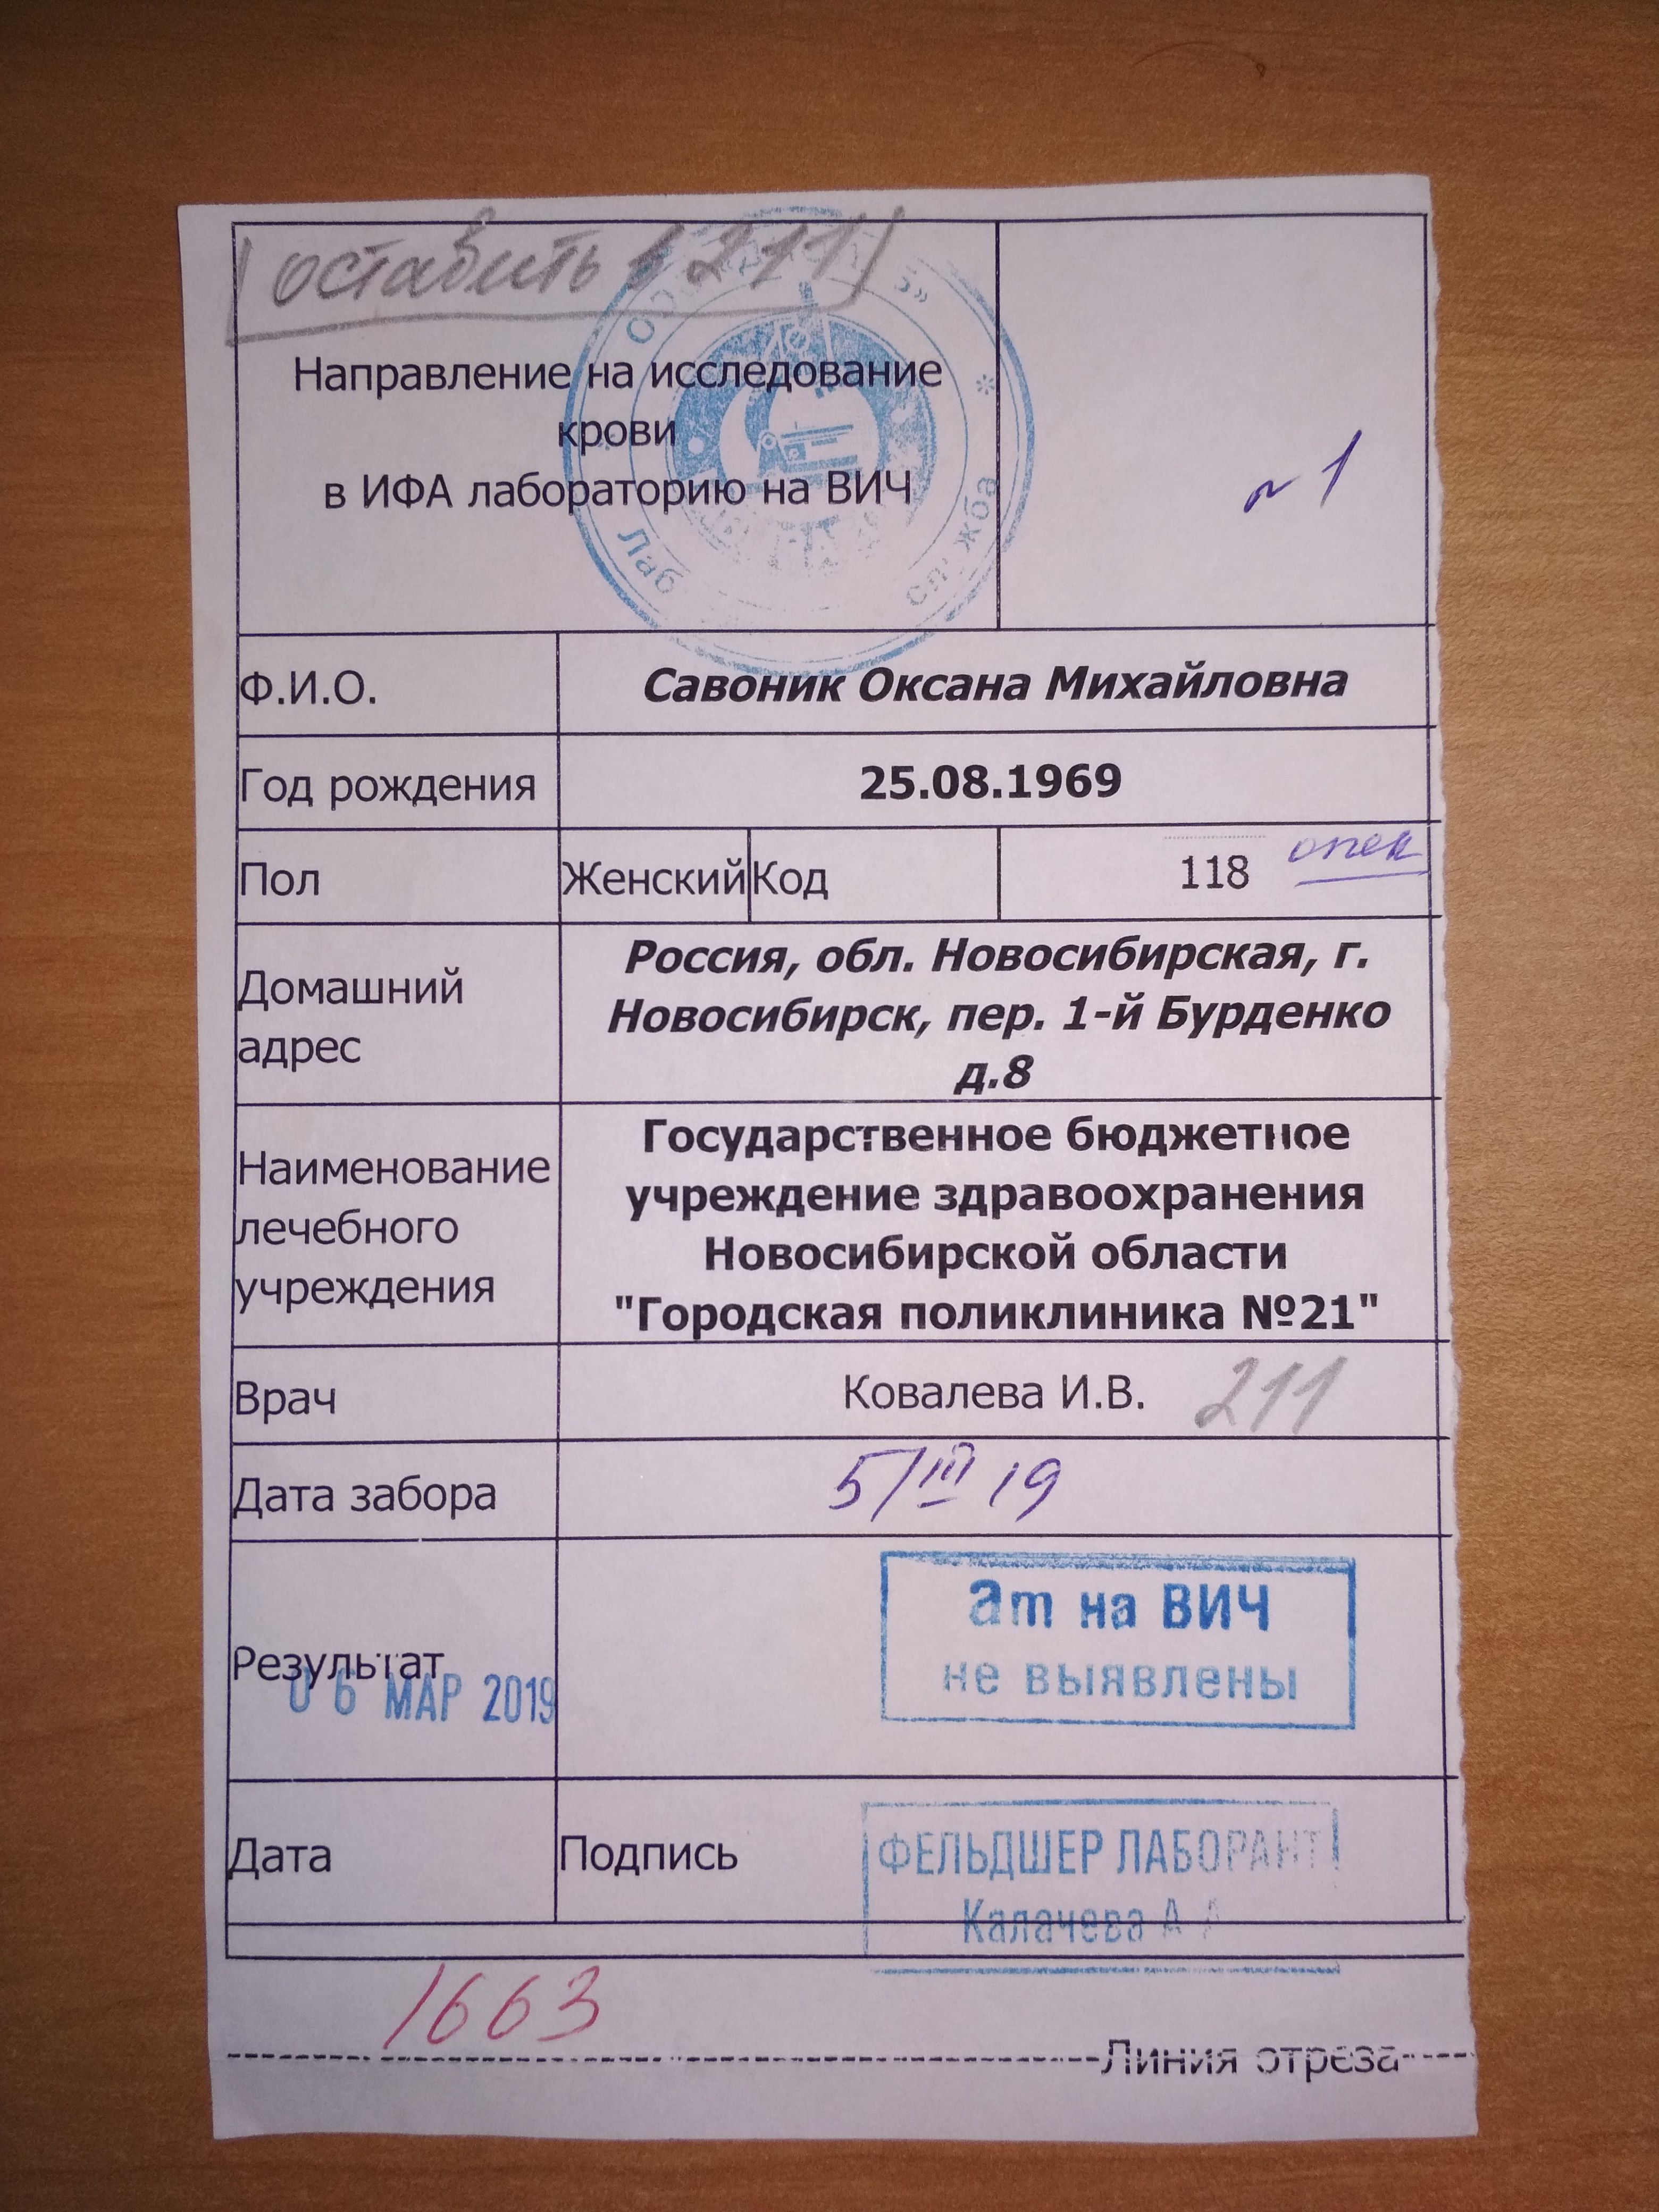 оставить в 211
Направление на исследование
крови
в ИФА лабораторию на ВИЧ
№1
Лаб служба
Ф.И.О. Савоник Оксана Михайловна
Год рождения 25.08.1969
Пол Женский Код 118 опек
Домашний адрес
Россия, обл. Новосибирская, г.
Новосибирск, пер. 1-й Бурденко
д.8
Наименование
лечебного
учреждения
Государственное бюджетное
учреждение здравоохранения
Новосибирской области
"Городская поликлиника №21"
Врач Ковалева И.В. 211
Дата забора 5/III 19
Результат
06 МАР 2019
Ат на ВИЧ
не выявлены
Дата Подпись
ФЕЛЬДШЕР ЛАБОРАНТ
Калачева А А
1663
Линия отреза